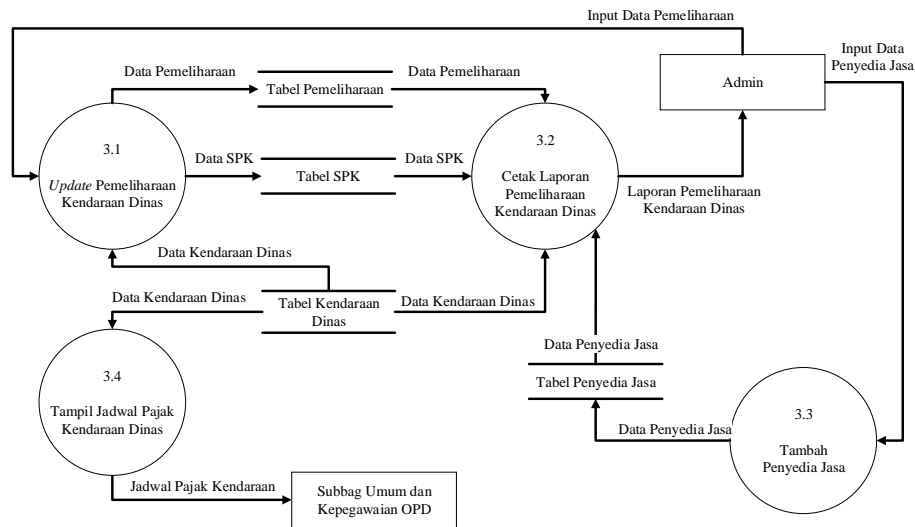 Input Data Pemeliharaan
Input Data
Penyedia Jasa
Admin
Data Pemeliharaan
Tabel Pemeliharaan
Data Pemeliharaan
3.1
Update Pemeliharaan
Kendaraan Dinas
Data SPK
Tabel SPK
Data SPK
3.2
Cetak Laporan
Pemeliharaan
Kendaraan Dinas
Laporan Pemeliharaan
Kendaraan Dinas
Data Kendaraan Dinas
Data Kendaraan Dinas
Tabel Kendaraan
Dinas
Data Kendaraan Dinas
3.4
Tampil Jadwal Pajak
Kendaraan Dinas
Data Penyedia Jasa
Tabel Penyedia Jasa
Data Penyedia Jasa
3.3
Tambah
Penyedia Jasa
Jadwal Pajak Kendaraan
Subbag Umum dan
Kepegawaian OPD